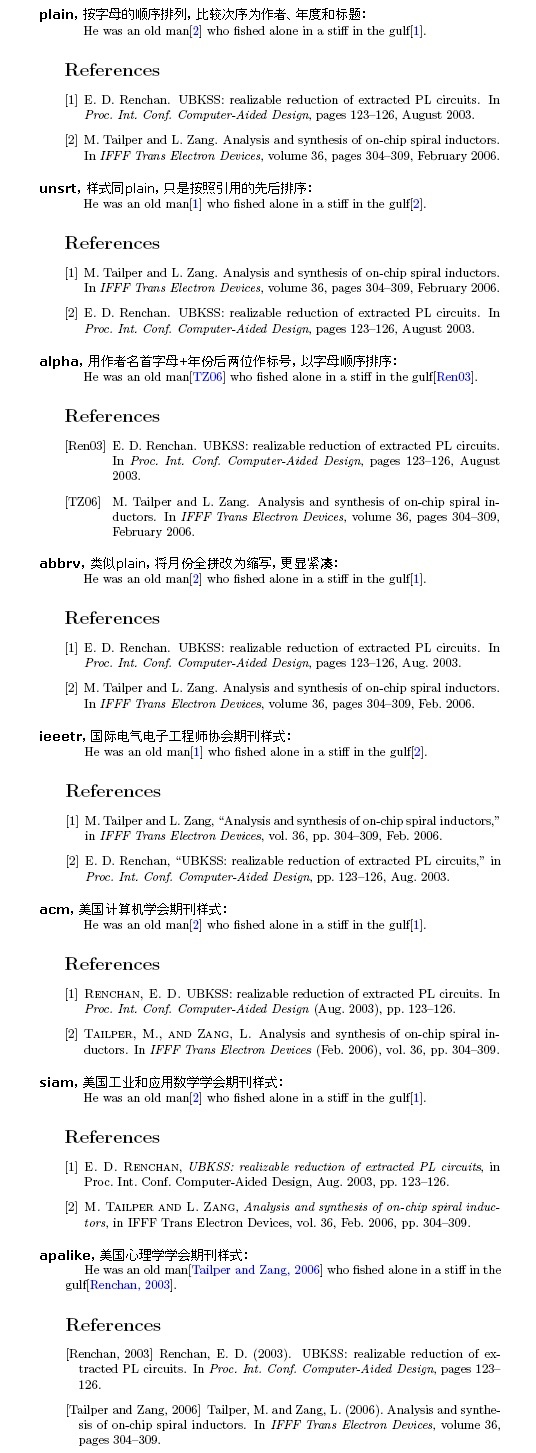 plain, 按字母的顺序排列, 比较次序为作者、年度和标题:
He was an old man[2] who fished alone in a stiff in the gulf[1].
References
[1] E. D. Renchan. UBKSS: realizable reduction of extracted PL circuits. In
Proc. Int. Conf. Computer-Aided Design, pages 123–126, August 2003.
[2] M. Tailper and L. Zang. Analysis and synthesis of on-chip spiral inductors.
In IFFF Trans Electron Devices, volume 36, pages 304–309, February 2006.
unsrt, 样式同plain, 只是按照引用的先后排序:
He was an old man[1] who fished alone in a stiff in the gulf[2].
References
[1] M. Tailper and L. Zang. Analysis and synthesis of on-chip spiral inductors.
In IFFF Trans Electron Devices, volume 36, pages 304–309, February 2006.
[2] E. D. Renchan. UBKSS: realizable reduction of extracted PL circuits. In
Proc. Int. Conf. Computer-Aided Design, pages 123–126, August 2003.
alpha, 用作者名首字母+年份后两位作标号, 以字母顺序排序:
He was an old man[TZ06] who fished alone in a stiff in the gulf[Ren03].
References
[Ren03] E. D. Renchan. UBKSS: realizable reduction of extracted PL circuits.
In Proc. Int. Conf. Computer-Aided Design, pages 123–126, August
2003.
[TZ06] M. Tailper and L. Zang. Analysis and synthesis of on-chip spiral in-
ductors. In IFFF Trans Electron Devices, volume 36, pages 304–309,
February 2006.
abbrv, 类似plain, 将月份全拼改为缩写, 更显紧凑:
He was an old man[2] who fished alone in a stiff in the gulf[1].
References
[1] E. D. Renchan. UBKSS: realizable reduction of extracted PL circuits. In
Proc. Int. Conf. Computer-Aided Design, pages 123–126, Aug. 2003.
[2] M. Tailper and L. Zang. Analysis and synthesis of on-chip spiral inductors.
In IFFF Trans Electron Devices, volume 36, pages 304–309, Feb. 2006.
ieeetr, 国际电气电子工程师协会期刊样式:
He was an old man[1] who fished alone in a stiff in the gulf[2].
References
[1] M. Tailper and L. Zang, “Analysis and synthesis of on-chip spiral inductors,”
in IFFF Trans Electron Devices, vol. 36, pp. 304–309, Feb. 2006.
[2] E. D. Renchan, “UBKSS: realizable reduction of extracted PL circuits,” in
Proc. Int. Conf. Computer-Aided Design, pp. 123–126, Aug. 2003.
acm, 美国计算机学会期刊样式:
He was an old man[2] who fished alone in a stiff in the gulf[1].
References
[1] Renchan, E. D. UBKSS: realizable reduction of extracted PL circuits. In
Proc. Int. Conf. Computer-Aided Design (Aug. 2003), pp. 123–126.
[2] Tailper, M., and Zang, L. Analysis and synthesis of on-chip spiral in-
ductors. In IFFF Trans Electron Devices (Feb. 2006), vol. 36, pp. 304–309.
siam, 美国工业和应用数学学会期刊样式:
He was an old man[2] who fished alone in a stiff in the gulf[1].
References
[1] E. D. Renchan, UBKSS: realizable reduction of extracted PL circuits, in
Proc. Int. Conf. Computer-Aided Design, Aug. 2003, pp. 123–126.
[2] M. Tailper and L. Zang, Analysis and synthesis of on-chip spiral induc-
tors, in IFFF Trans Electron Devices, vol. 36, Feb. 2006, pp. 304–309.
apalike, 美国心理学学会期刊样式:
He was an old man[Tailper and Zang, 2006] who fished alone in a stiff in the
gulf[Renchan, 2003].
References
[Renchan, 2003] Renchan, E. D. (2003). UBKSS: realizable reduction of ex-
tracted PL circuits. In Proc. Int. Conf. Computer-Aided Design, pages 123–
126.
[Tailper and Zang, 2006] Tailper, M. and Zang, L. (2006). Analysis and synthe-
sis of on-chip spiral inductors. In IFFF Trans Electron Devices, volume 36,
pages 304–309.